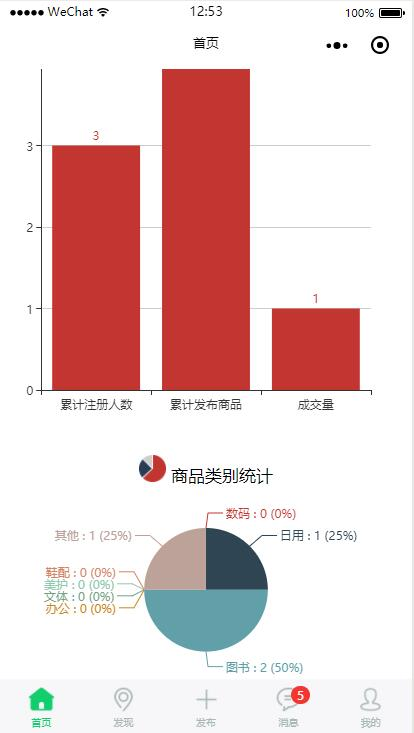 WeChat 12:53 100%
首页
3
3
2
1
1
0
累计注册人数 累计发布商品 成交量
商品类别统计
数码 : 0 (0%)
其他 : 1 (25%) 日用 : 1 (25%)
鞋配 : 0 (0%)
美护 : 0 (0%)
文体 : 0 (0%)
办公 : 0 (0%)
图书 : 2 (50%)
5
首页 发现 发布 消息 我的